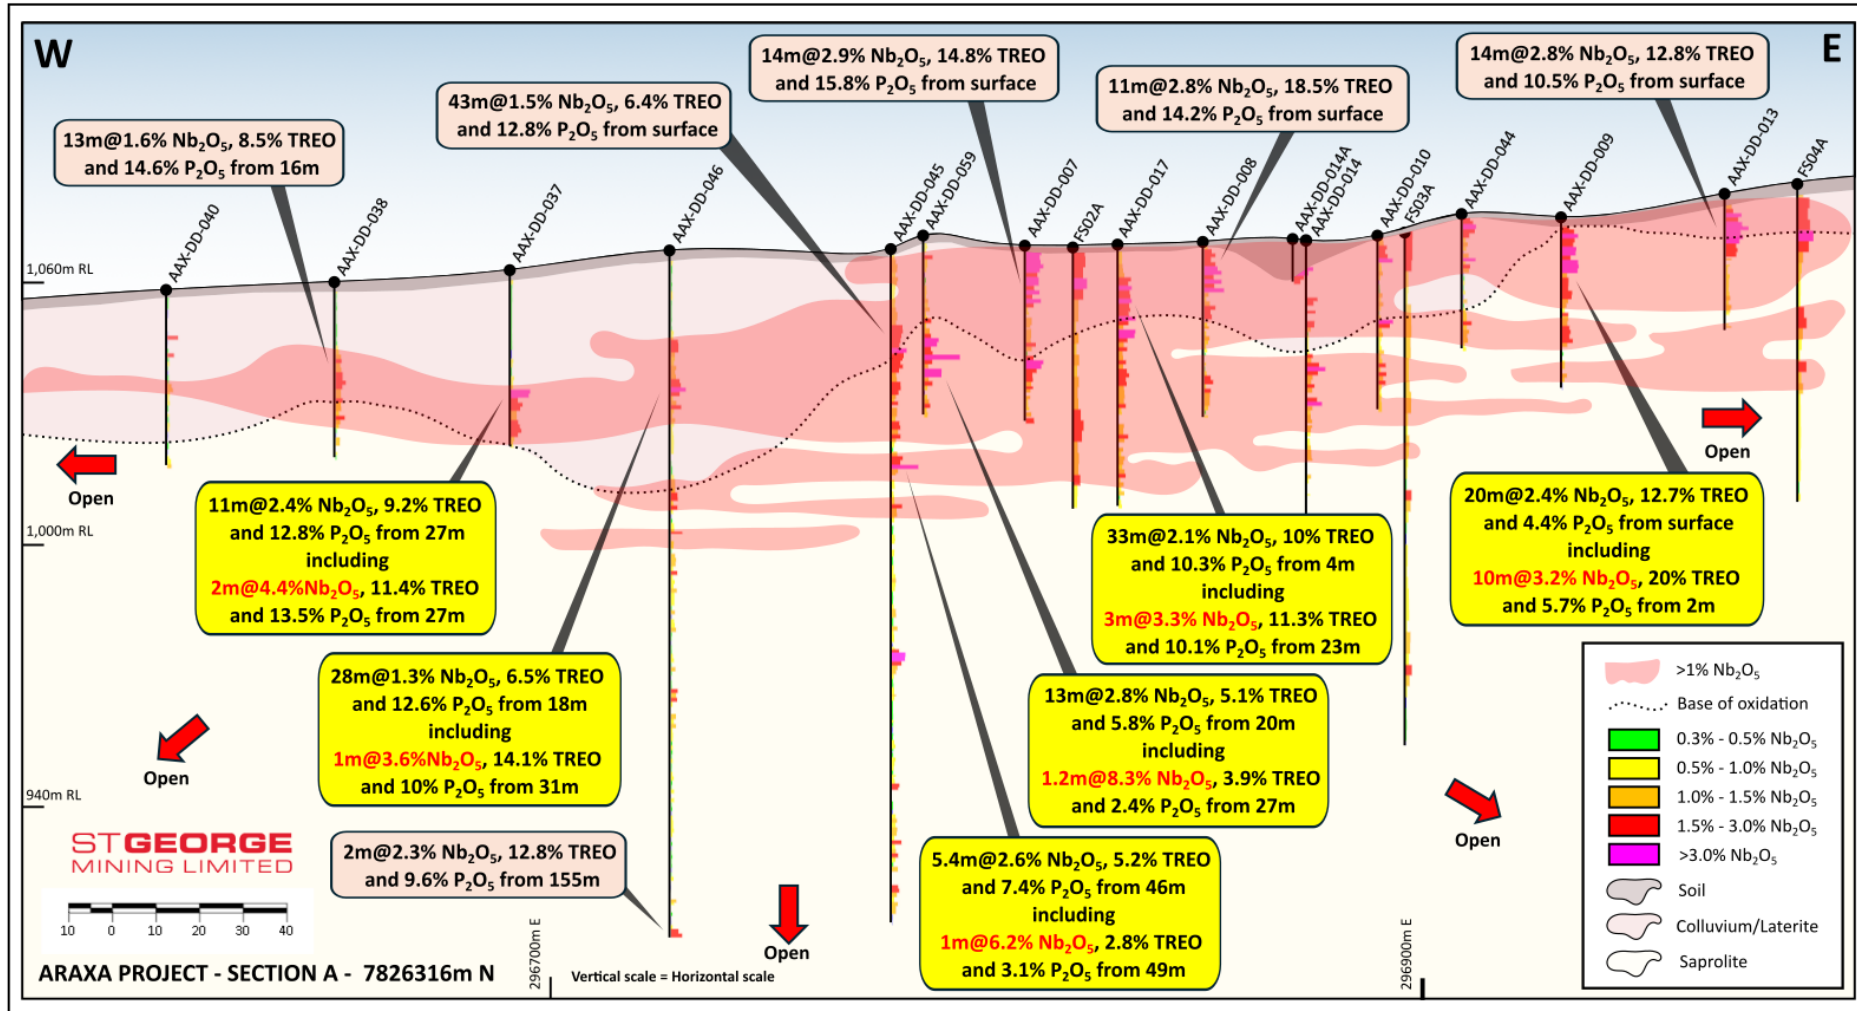 W
E
14m@2.9% Nb₂O₅, 14.8% TREO
and 15.8% P₂O₅ from surface
14m@2.8% Nb₂O₅, 12.8% TREO
and 10.5% P₂O₅ from surface
43m@1.5% Nb₂O₅, 6.4% TREO
and 12.8% P₂O₅ from surface
11m@2.8% Nb₂O₅, 18.5% TREO
and 14.2% P₂O₅ from surface
13m@1.6% Nb₂O₅, 8.5% TREO
and 14.6% P₂O₅ from 16m
AAX-DD-040
AAX-DD-038
AAX-DD-037
AAX-DD-046
AAX-DD-045
AAX-DD-059
AAX-DD-007
FS02A
AAX-DD-017
AAX-DD-008
AAX-DD-014A
AAX-DD-014
AAX-DD-010
FS03A
AAX-DD-044
AAX-DD-009
AAX-DD-013
FS04A
1,060m RL
1,000m RL
940m RL
Open
Open
Open
Open
Open
11m@2.4% Nb₂O₅, 9.2% TREO
and 12.8% P₂O₅ from 27m
including
2m@4.4%Nb₂O₅, 11.4% TREO
and 13.5% P₂O₅ from 27m
28m@1.3% Nb₂O₅, 6.5% TREO
and 12.6% P₂O₅ from 18m
including
1m@3.6%Nb₂O₅, 14.1% TREO
and 10% P₂O₅ from 31m
2m@2.3% Nb₂O₅, 12.8% TREO
and 9.6% P₂O₅ from 155m
33m@2.1% Nb₂O₅, 10% TREO
and 10.3% P₂O₅ from 4m
including
3m@3.3% Nb₂O₅, 11.3% TREO
and 10.1% P₂O₅ from 23m
20m@2.4% Nb₂O₅, 12.7% TREO
and 4.4% P₂O₅ from surface
including
10m@3.2% Nb₂O₅, 20% TREO
and 5.7% P₂O₅ from 2m
13m@2.8% Nb₂O₅, 5.1% TREO
and 5.8% P₂O₅ from 20m
including
1.2m@8.3% Nb₂O₅, 3.9% TREO
and 2.4% P₂O₅ from 27m
5.4m@2.6% Nb₂O₅, 5.2% TREO
and 7.4% P₂O₅ from 46m
including
1m@6.2% Nb₂O₅, 2.8% TREO
and 3.1% P₂O₅ from 49m
>1% Nb₂O₅
Base of oxidation
0.3% - 0.5% Nb₂O₅
0.5% - 1.0% Nb₂O₅
1.0% - 1.5% Nb₂O₅
1.5% - 3.0% Nb₂O₅
>3.0% Nb₂O₅
Soil
Colluvium/Laterite
Saprolite
ST GEORGE
MINING LIMITED
10 0 10 20 30 40
ARAXA PROJECT - SECTION A - 7826316m N
296700m E
Vertical scale = Horizontal scale
296900m E